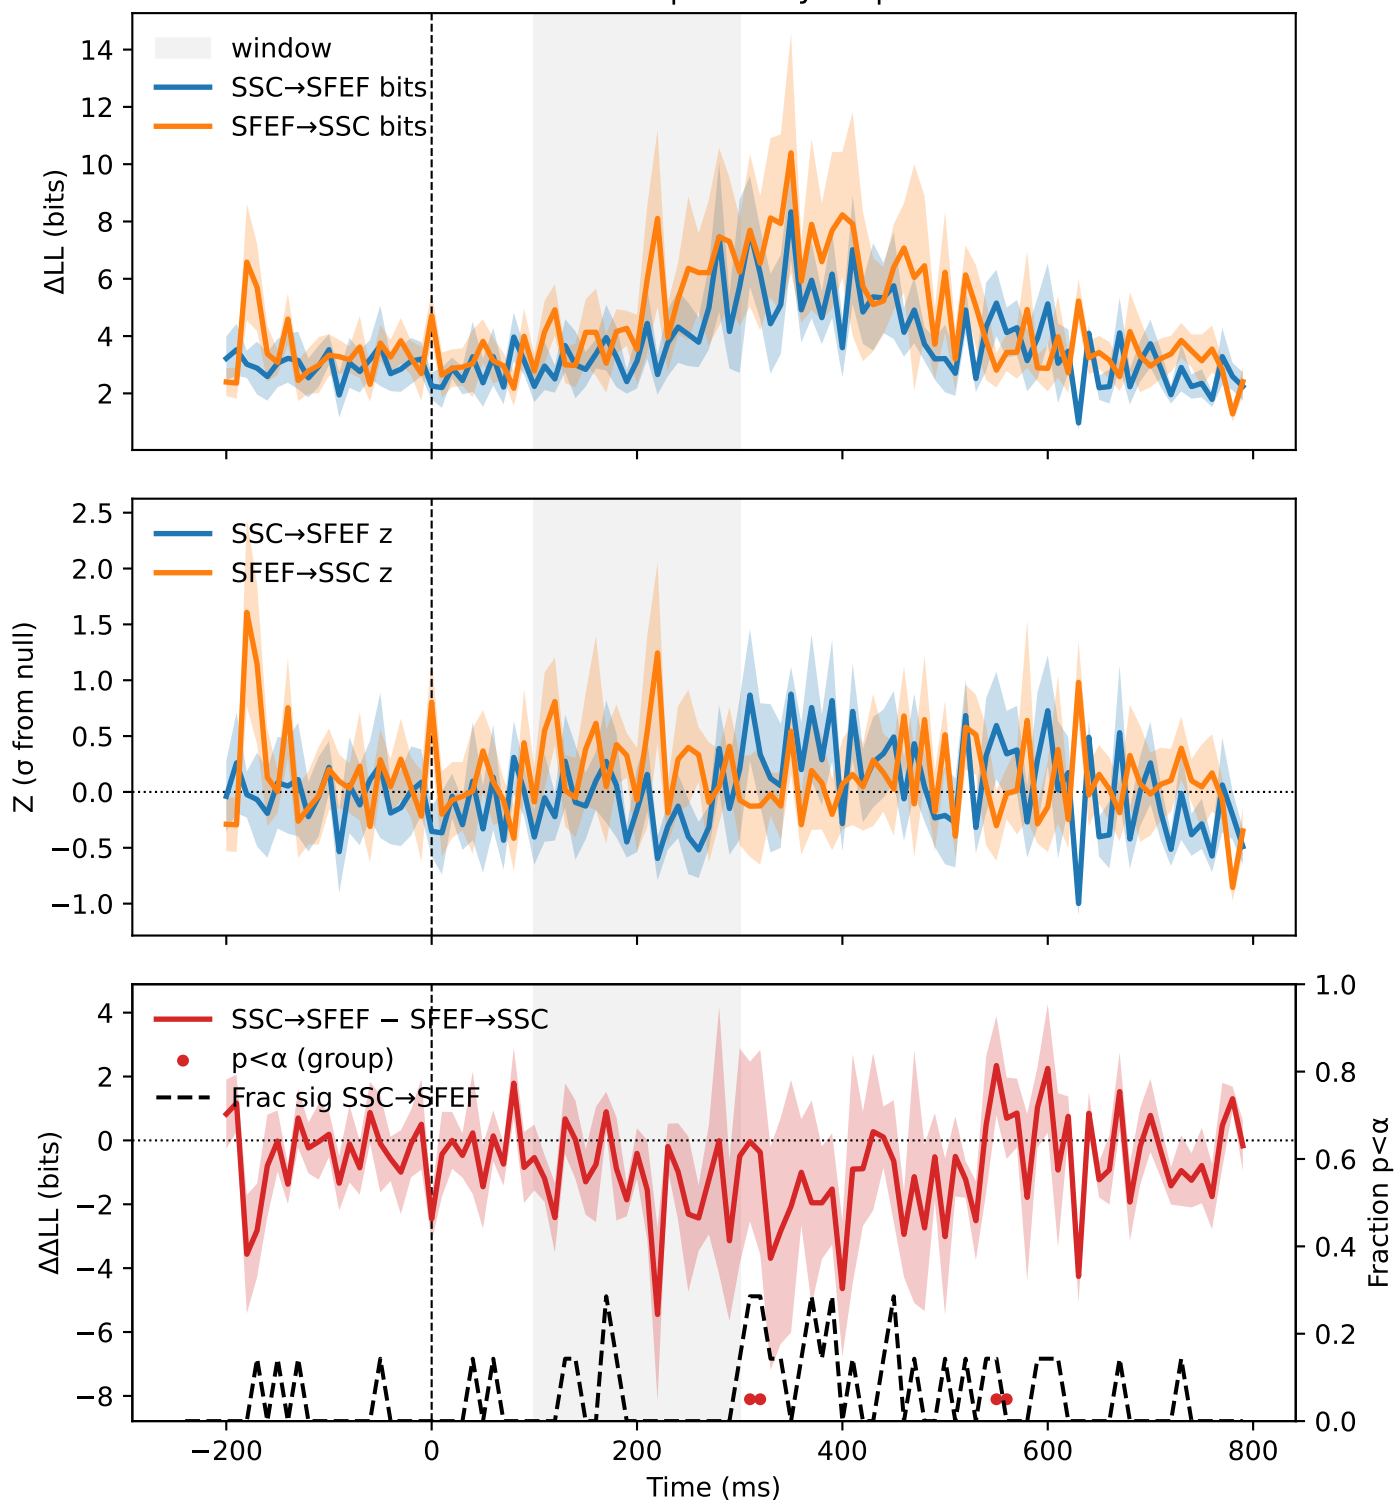 14
12
10
8
6
4
2
ΔLL (bits)
window
SSC→SFEF bits
SFEF→SSC bits
2.5
2.0
1.5
1.0
0.5
0.0
−0.5
−1.0
Z (σ from null)
SSC→SFEF z
SFEF→SSC z
4
2
0
−2
−4
−6
−8
ΔΔLL (bits)
SSC→SFEF − SFEF→SSC
p<α (group)
Frac sig SSC→SFEF
1.0
0.8
0.6
0.4
0.2
0.0
Fraction p<α
−200 0 200 400 600 800
Time (ms)